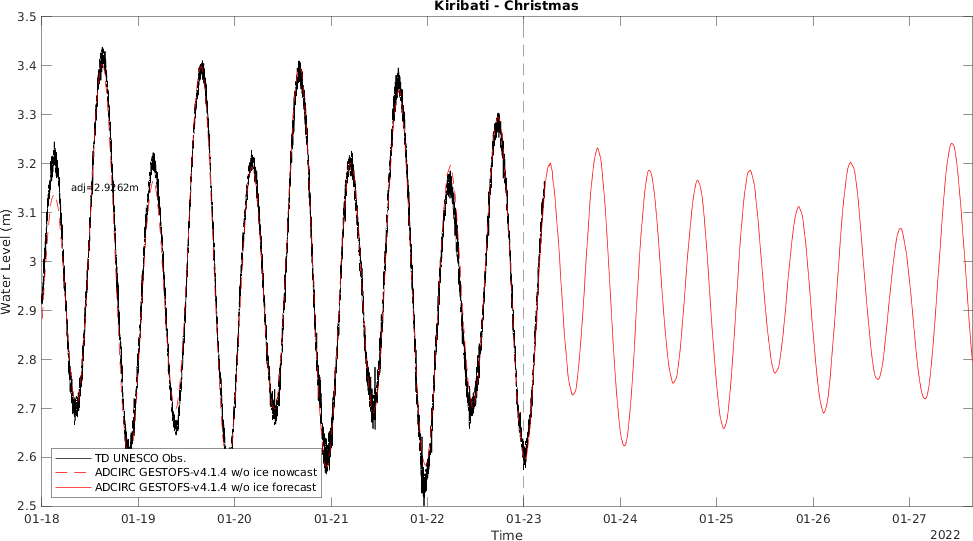 Kiribati - Christmas
3.5
3.4
3.3
3.2
adj=2.9262m
3.1
Water Level (m)
3
2.9
2.8
2.7
2.6
2.5
TD UNESCO Obs.
ADCIRC GESTOFS-v4.1.4 w/o ice nowcast
ADCIRC GESTOFS-v4.1.4 w/o ice forecast
01-18 01-19 01-20 01-21 01-22 01-23 01-24 01-25 01-26 01-27
Time
2022